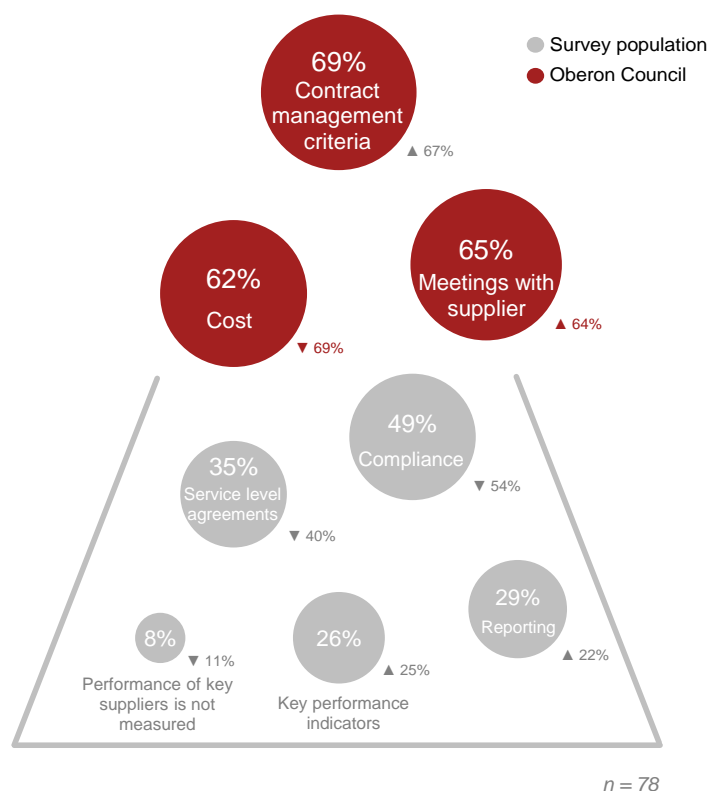 69%
Contract
management
criteria
▲ 67%
Survey population
Oberon Council
62%
Cost
▼ 69%
65%
Meetings with
supplier
▲ 64%
49%
Compliance
▼ 54%
35%
Service level
agreements
▼ 40%
29%
Reporting
▲ 22%
8%
▼ 11%
Performance of key
suppliers is not
measured
26%
▲ 25%
Key performance
indicators
n = 78